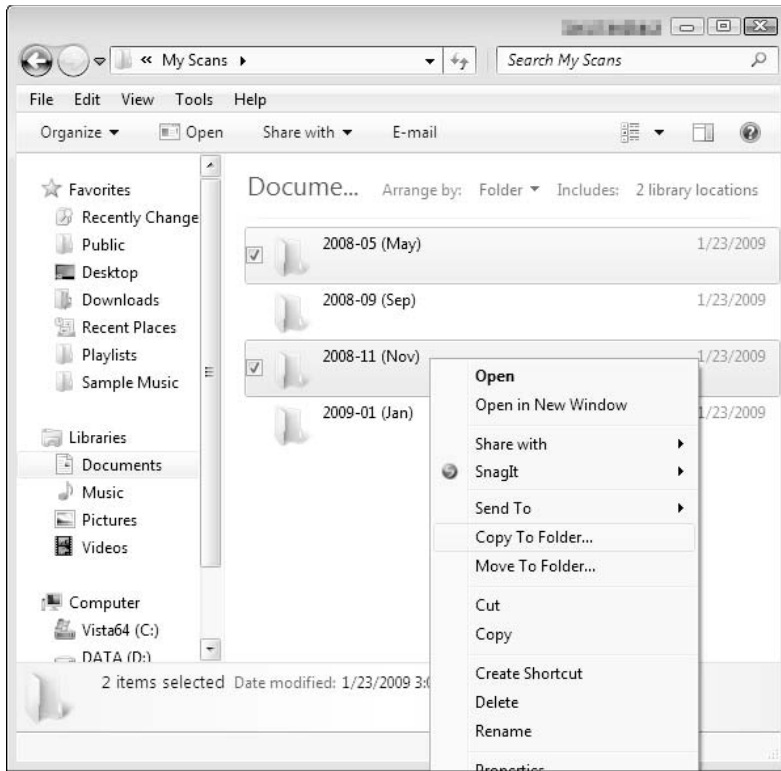 « My Scans
Search My Scans
File Edit View Tools Help
Organize Open Share with E-mail
Docume... Arrange by: Folder Includes: 2 library locations
Favorites
Recently Change
Public
Desktop
Downloads
Recent Places
Playlists
Sample Music
Libraries
Documents
Music
Pictures
Videos
Computer
Vista64 (C:)
DATA (D:)
2008-05 (May) 1/23/2009
2008-09 (Sep) 1/23/2009
2008-11 (Nov) 1/23/2009
2009-01 (Jan) 1/23/2009
Open
Open in New Window
Share with
SnagIt
Send To
Copy To Folder...
Move To Folder...
Cut
Copy
Create Shortcut
Delete
Rename
Properties
2 items selected Date modified: 1/23/2009